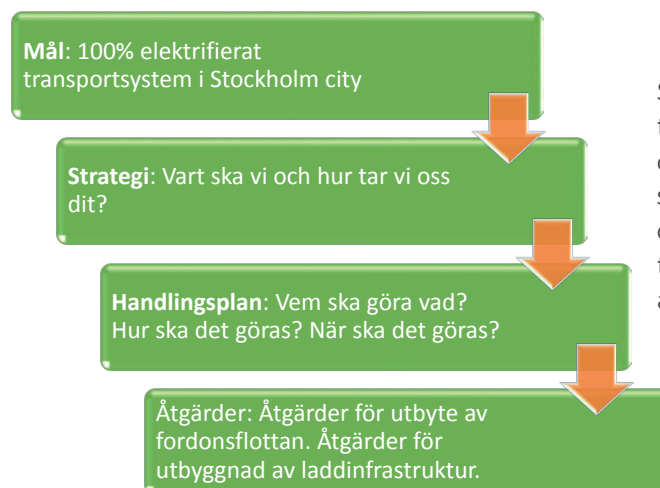 Mål: 100% elektrifierat
transportsystem i Stockholm city
Strategi: Vart ska vi och hur tar vi oss
dit?
Handlingsplan: Vem ska göra vad?
Hur ska det göras? När ska det göras?
Åtgärder: Åtgärder för utbyte av
fordonsflottan. Åtgärder för
utbyggnad av laddinfrastruktur.